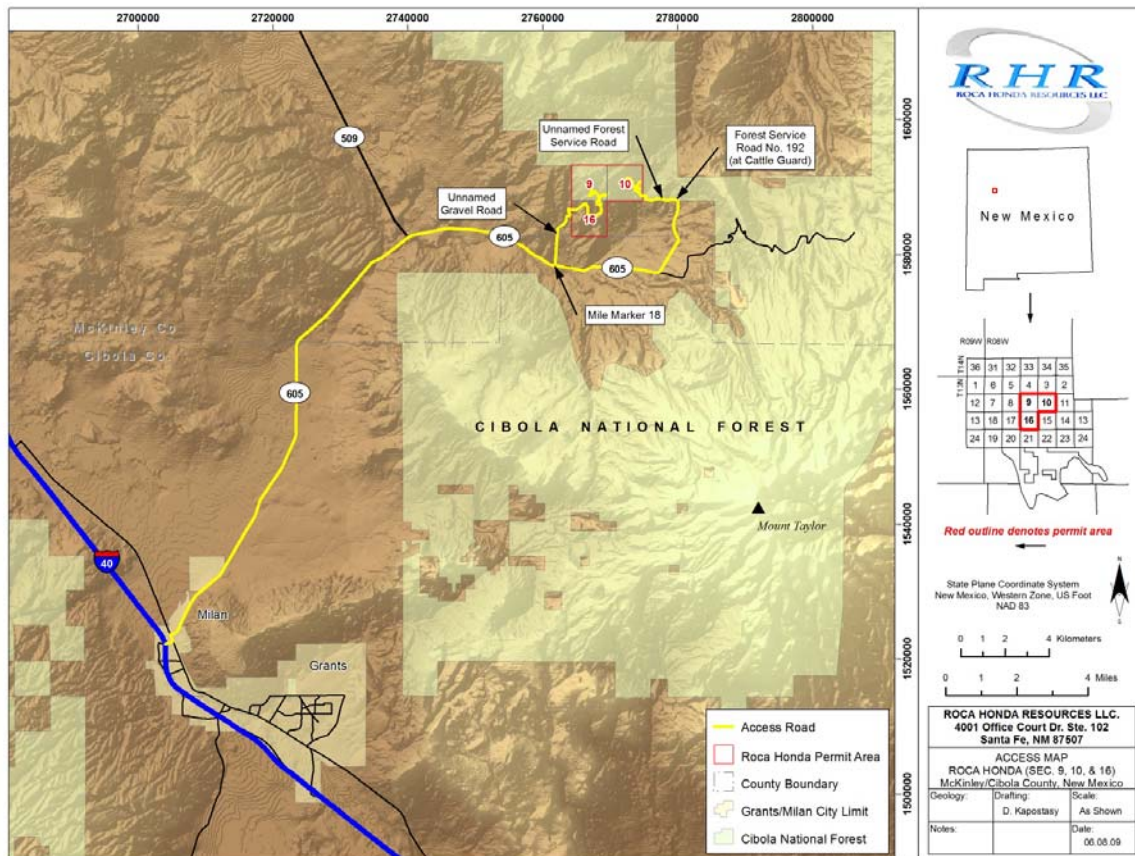 2700000 2720000 2740000 2760000 2780000 2800000
1600000
1580000
1560000
1540000
1520000
1500000
509
Unnamed Forest
Service Road
Forest Service
Road No. 192
(at Cattle Guard)
Unnamed
Gravel Road
9
10
16
605
605
Mile Marker 18
McKinley Co
Cibola Co
605
CIBOLA NATIONAL FOREST
Mount Taylor
40
Milan
Grants
Access Road
Roca Honda Permit Area
County Boundary
Grants/Milan City Limit
Cibola National Forest
RHR
ROCA HONDA RESOURCES LLC
New Mexico
R09W R08W
T14N
T13N
36 31 32 33 34 35
1 6 5 4 3 2
12 7 8 9 10 11
13 18 17 16 15 14 13
24 19 20 21 22 23 24
Red outline denotes permit area
N
S
State Plane Coordinate System
New Mexico, Western Zone, US Foot
NAD 83
0 1 2 4 Kilometers
0 2 4 Miles
ROCA HONDA RESOURCES LLC.
4001 Office Court Dr. Ste. 102
Santa Fe, NM 87507
ACCESS MAP
ROCA HONDA (SEC. 9, 10, & 16)
McKinley/Cibola County, New Mexico
Geology:
Drafting:
D. Kapostasy
Scale:
As Shown
Notes:
Date:
06.08.09